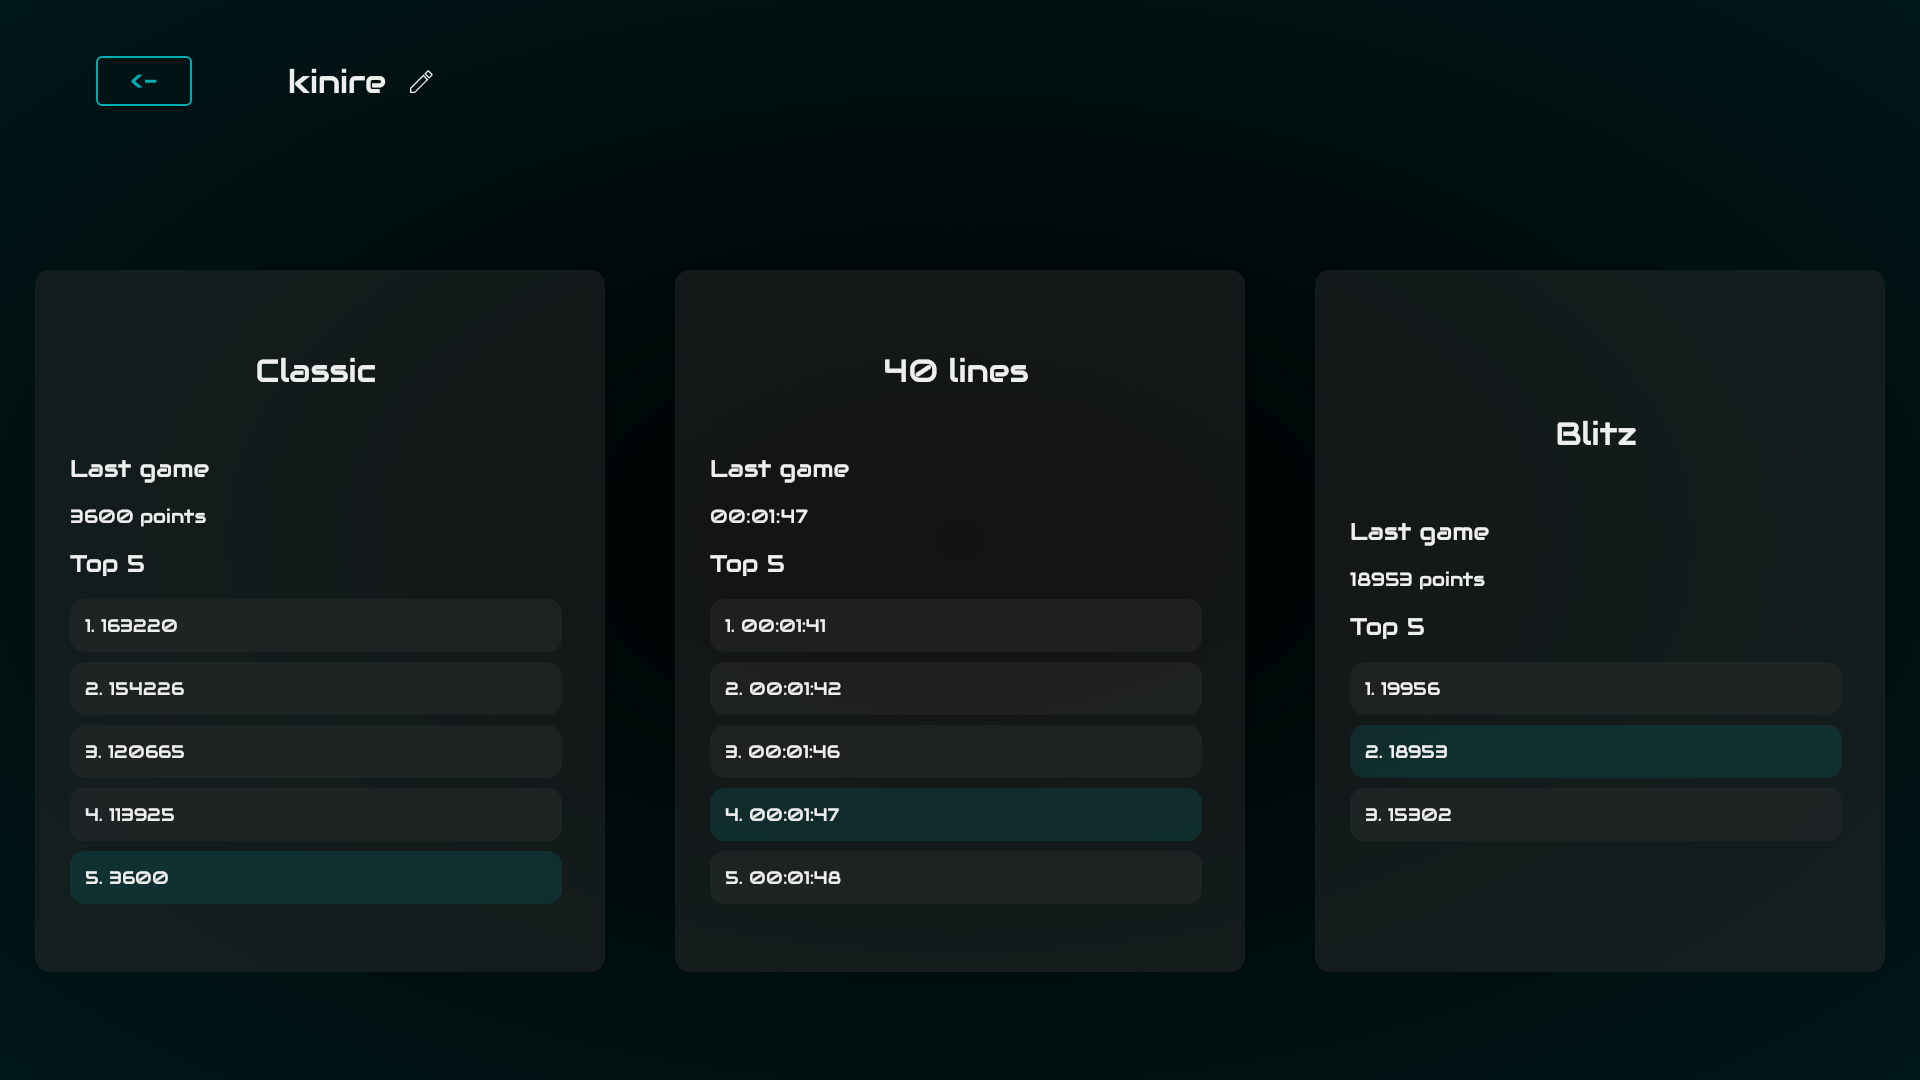 <-
kinire
Classic
Last game
3600 points
Top 5
1. 163220
2. 154226
3. 120665
4. 113925
5. 3600
40 lines
Last game
00:01:47
Top 5
1. 00:01:41
2. 00:01:42
3. 00:01:46
4. 00:01:47
5. 00:01:48
Blitz
Last game
18953 points
Top 5
1. 19956
2. 18953
3. 15302